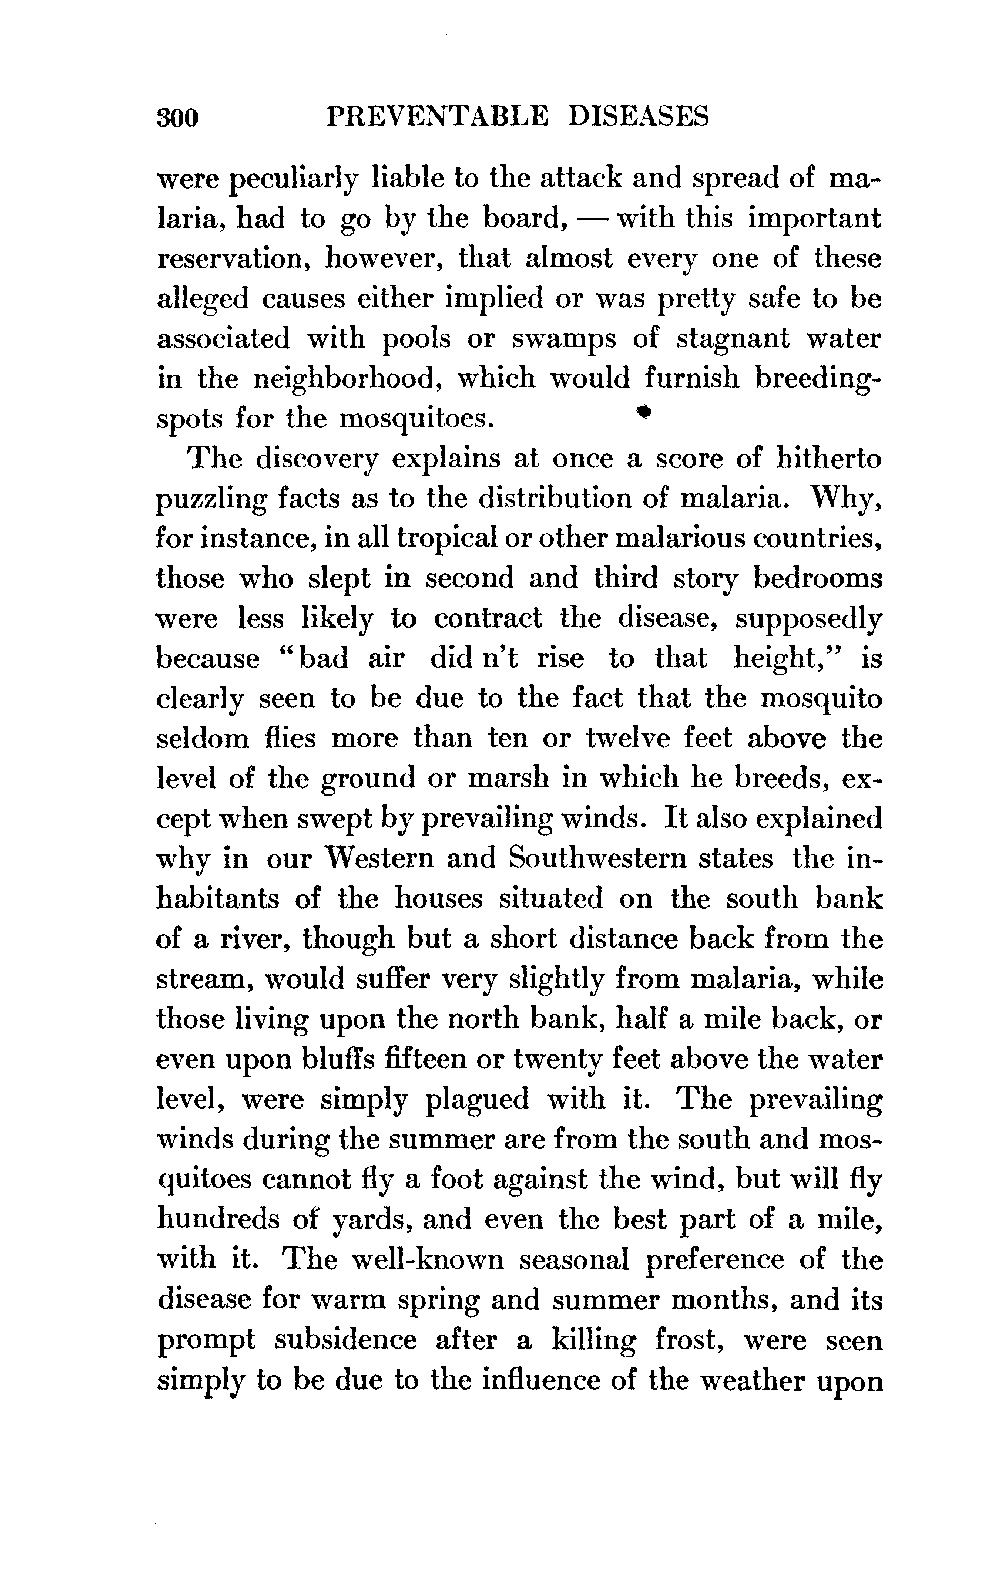 300 PREVENTABLE DISEASES
were peculiarly liable to the attack and spread of ma-
laria, had to go by the board, — with this important
reservation, however, that almost every one of these
alleged causes either implied or was pretty safe to be
associated with pools or swamps of stagnant water
in the neighborhood, which would furnish breeding-
spots for the mosquitoes.
The discovery explains at once a score of hitherto
puzzling facts as to the distribution of malaria. Why,
for instance, in all tropical or other malarious countries,
those who slept in second and third story bedrooms
were less likely to contract the disease, supposedly
because “bad air did n’t rise to that height,” is
clearly seen to be due to the fact that the mosquito
seldom flies more than ten or twelve feet above the
level of the ground or marsh in which he breeds, ex-
cept when swept by prevailing winds. It also explained
why in our Western and Southwestern states the in-
habitants of the houses situated on the south bank
of a river, though but a short distance back from the
stream, would suffer very slightly from malaria, while
those living upon the north bank, half a mile back, or
even upon bluffs fifteen or twenty feet above the water
level, were simply plagued with it. The prevailing
winds during the summer are from the south and mos-
quitoes cannot fly a foot against the wind, but will fly
hundreds of yards, and even the best part of a mile,
with it. The well-known seasonal preference of the
disease for warm spring and summer months, and its
prompt subsidence after a killing frost, were seen
simply to be due to the influence of the weather upon